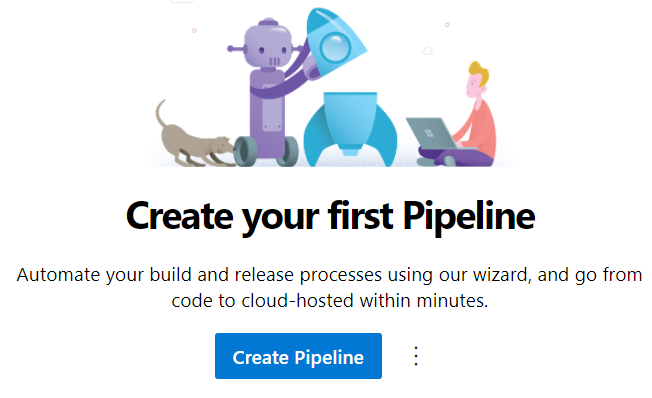 Create your first Pipeline
Automate your build and release processes using our wizard, and go from
code to cloud-hosted within minutes.
Create Pipeline